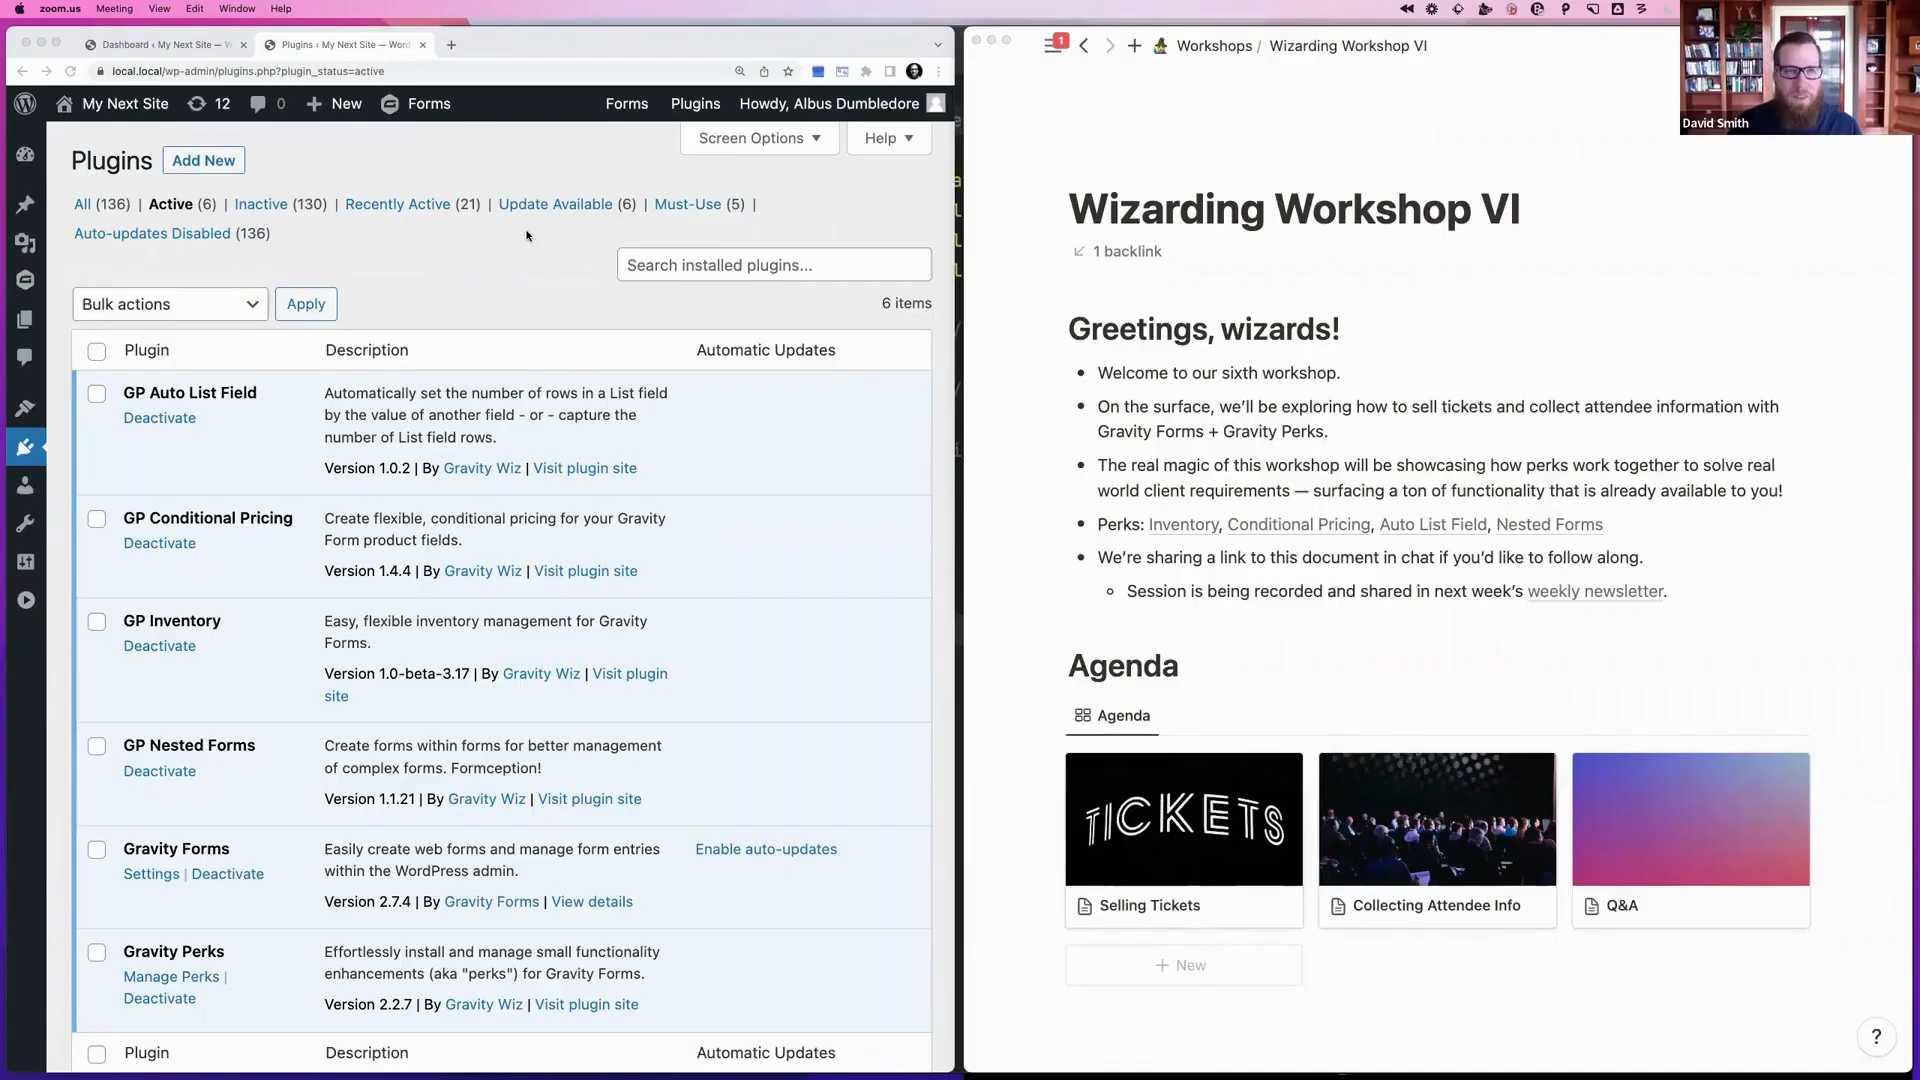 zoom.us Meeting View Edit Window Help
Dashboard ‹ My Next Site — W
Plugins ‹ My Next Site — Word
local.local/wp-admin/plugins.php?plugin_status=active
My Next Site 12 0 New Forms Forms Plugins Howdy, Albus Dumbledore
Screen Options Help
Plugins Add New
All (136) | Active (6) | Inactive (130) | Recently Active (21) | Update Available (6) | Must-Use (5) |
Auto-updates Disabled (136)
Search installed plugins...
Bulk actions Apply 6 items
Plugin Description Automatic Updates
GP Auto List Field
Deactivate
Automatically set the number of rows in a List field
by the value of another field - or - capture the
number of List field rows.
Version 1.0.2 | By Gravity Wiz | Visit plugin site
GP Conditional Pricing
Deactivate
Create flexible, conditional pricing for your Gravity
Form product fields.
Version 1.4.4 | By Gravity Wiz | Visit plugin site
GP Inventory
Deactivate
Easy, flexible inventory management for Gravity
Forms.
Version 1.0-beta-3.17 | By Gravity Wiz | Visit plugin
site
GP Nested Forms
Deactivate
Create forms within forms for better management
of complex forms. Formception!
Version 1.1.21 | By Gravity Wiz | Visit plugin site
Gravity Forms
Settings | Deactivate
Easily create web forms and manage form entries
within the WordPress admin.
Version 2.7.4 | By Gravity Forms | View details
Enable auto-updates
Gravity Perks
Manage Perks |
Deactivate
Effortlessly install and manage small functionality
enhancements (aka "perks") for Gravity Forms.
Version 2.2.7 | By Gravity Wiz | Visit plugin site
Plugin Description Automatic Updates
1 Workshops / Wizarding Workshop VI
David Smith
Wizarding Workshop VI
1 backlink
Greetings, wizards!
• Welcome to our sixth workshop.
• On the surface, we’ll be exploring how to sell tickets and collect attendee information with
Gravity Forms + Gravity Perks.
• The real magic of this workshop will be showcasing how perks work together to solve real
world client requirements — surfacing a ton of functionality that is already available to you!
• Perks: Inventory, Conditional Pricing, Auto List Field, Nested Forms
• We’re sharing a link to this document in chat if you’d like to follow along.
◦ Session is being recorded and shared in next week’s weekly newsletter.
Agenda
Agenda
TICKETS
Selling Tickets
Collecting Attendee Info
Q&A
+ New
?